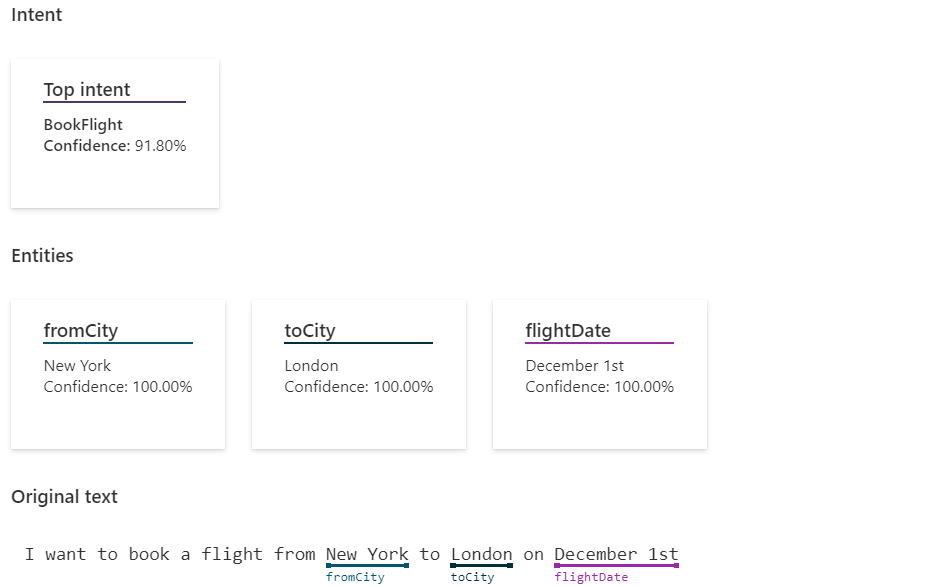 Intent
Top intent
BookFlight
Confidence: 91.80%
Entities
fromCity
New York
Confidence: 100.00%
toCity
London
Confidence: 100.00%
flightDate
December 1st
Confidence: 100.00%
Original text
I want to book a flight from New York to London on December 1st
fromCity toCity flightDate